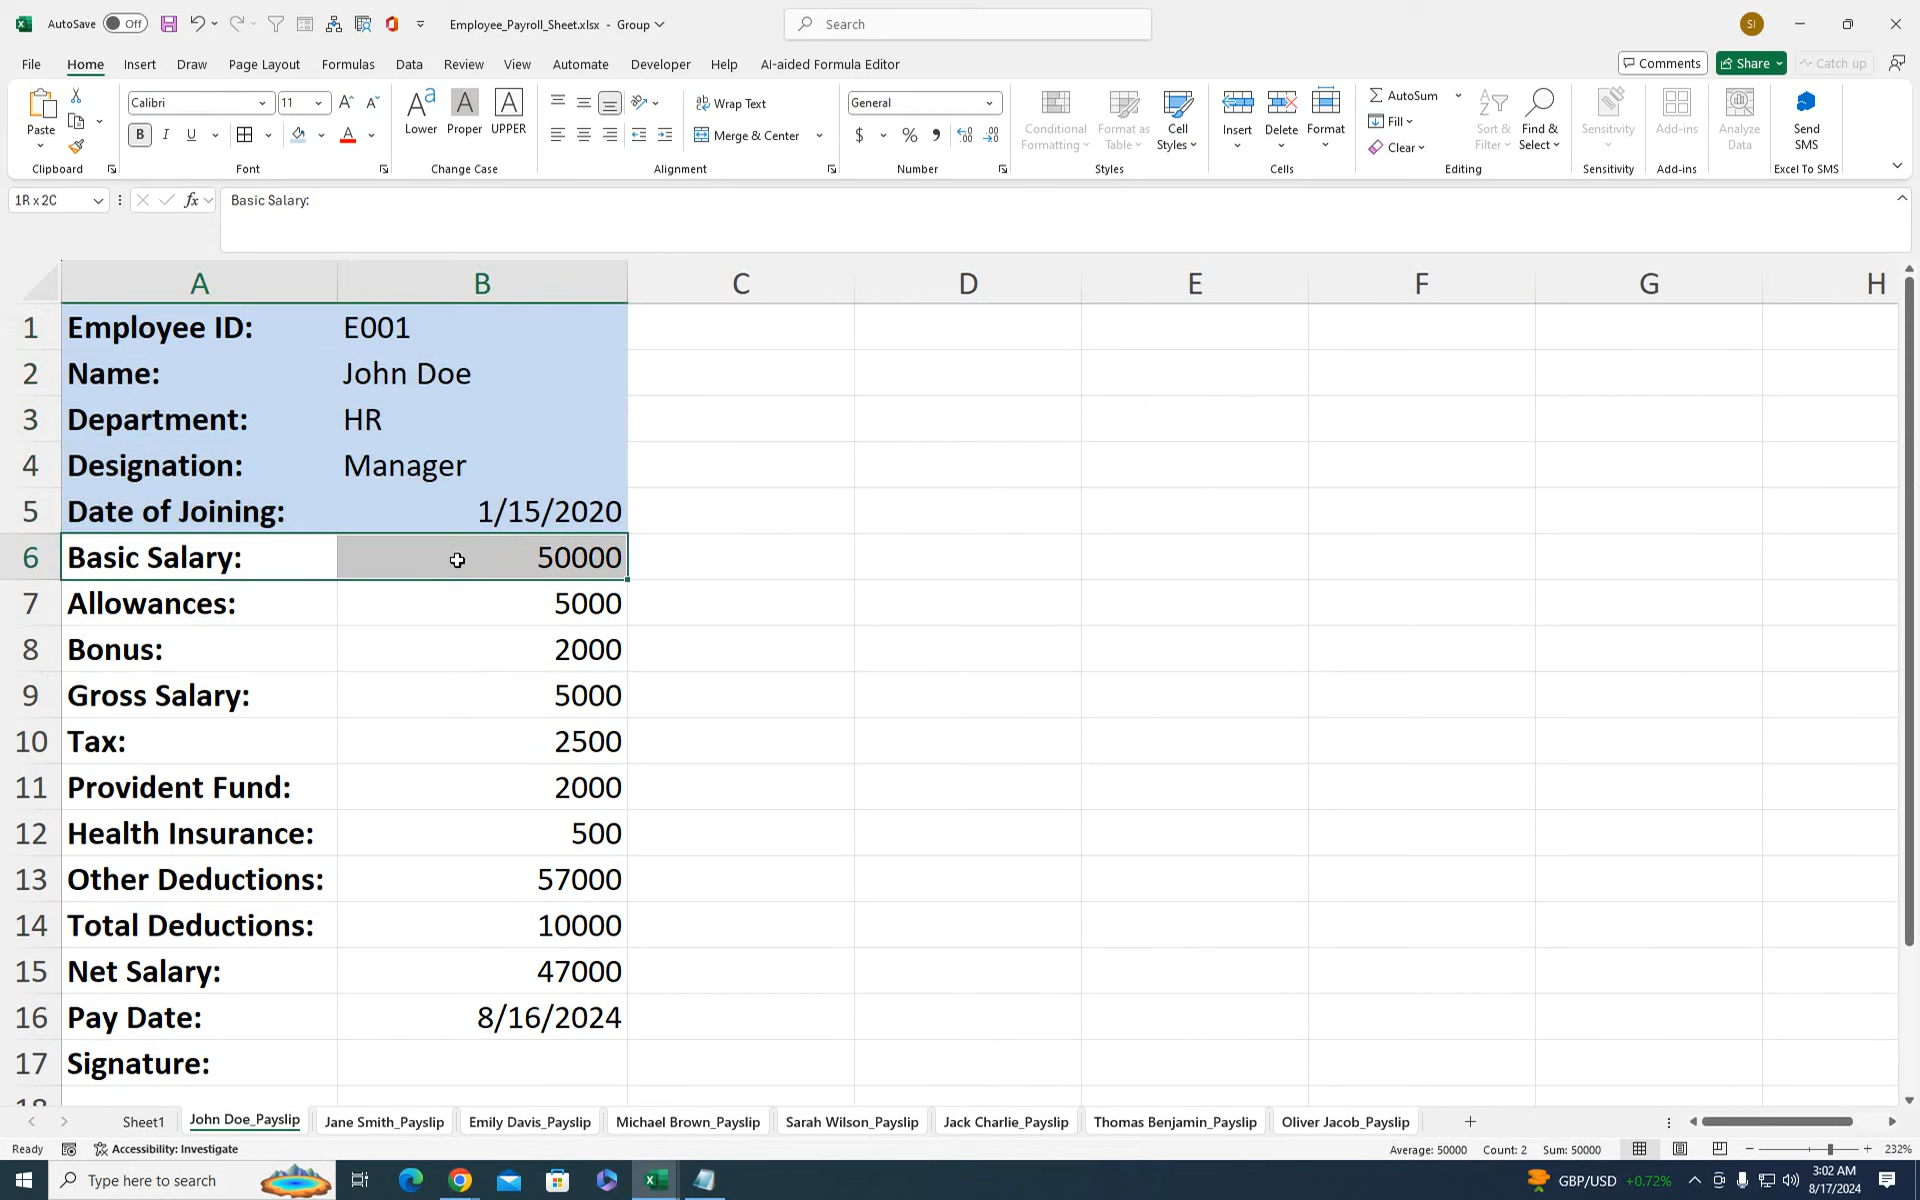 AutoSave Off Employee_Payroll_Sheet.xlsx - Group Search SI
File Home Insert Draw Page Layout Formulas Data Review View Automate Developer Help AI-aided Formula Editor Comments Share Catch up
Paste Calibri 11 A A Lower Proper UPPER Wrap Text General Conditional Formatting Format as Table Cell Styles Insert Delete Format AutoSum Sort & Filter Find & Select Sensitivity Add-ins Analyze Data Send SMS
B I U A Merge & Center $ % Fill
Clear
Clipboard Font Change Case Alignment Number Styles Cells Editing Sensitivity Add-ins Excel To SMS
1R x 2C fx Basic Salary:
A B C D E F G H
1 Employee ID: E001
2 Name: John Doe
3 Department: HR
4 Designation: Manager
5 Date of Joining: 1/15/2020
6 Basic Salary: 50000
7 Allowances: 5000
8 Bonus: 2000
9 Gross Salary: 5000
10 Tax: 2500
11 Provident Fund: 2000
12 Health Insurance: 500
13 Other Deductions: 57000
14 Total Deductions: 10000
15 Net Salary: 47000
16 Pay Date: 8/16/2024
17 Signature:
18
Sheet1 John Doe_Payslip Jane Smith_Payslip Emily Davis_Payslip Michael Brown_Payslip Sarah Wilson_Payslip Jack Charlie_Payslip Thomas Benjamin_Payslip Oliver Jacob_Payslip
Ready Accessibility: Investigate Average: 50000 Count: 2 Sum: 50000 232%
Type here to search GBP/USD +0.72% 3:02 AM
8/17/2024